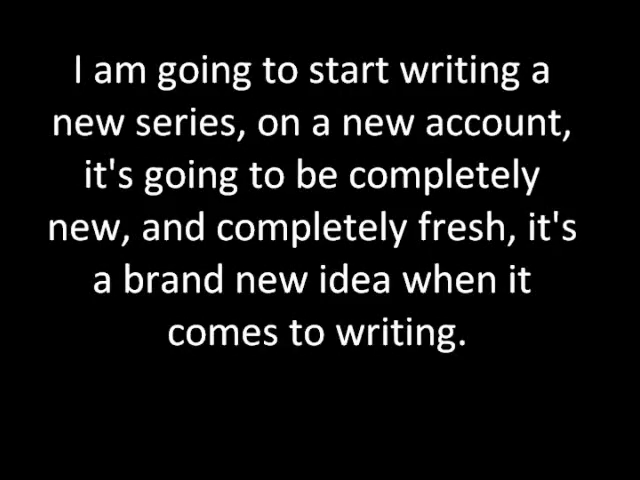 I am going to start writing a
new series, on a new account,
it's going to be completely
new, and completely fresh, it's
a brand new idea when it
comes to writing.